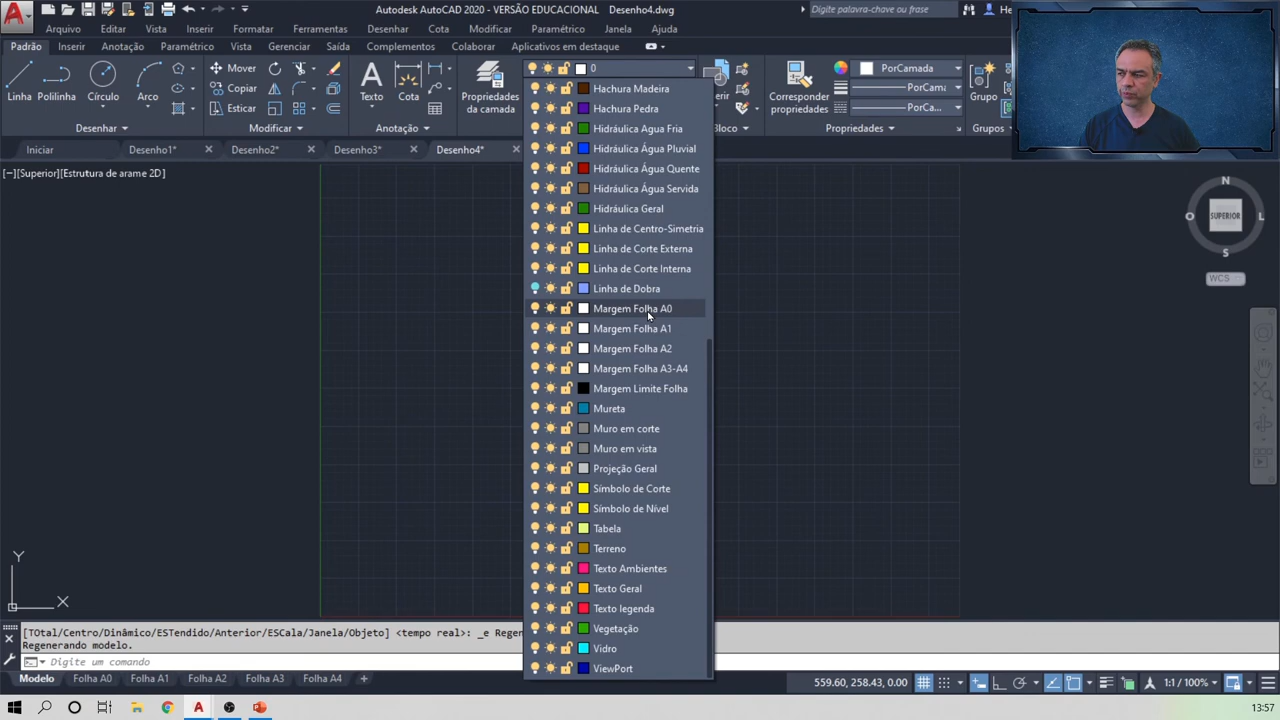 Autodesk AutoCAD 2020 - VERSÃO EDUCACIONAL Desenho4.dwg
Digite palavra-chave ou frase
Arquivo Editar Vista Inserir Formatar Ferramentas Desenhar Cota Modificar Paramétrico Janela Ajuda
Padrão Inserir Anotação Paramétrico Vista Gerenciar Saída Complementos Colaborar Aplicativos em destaque
Linha
Polilinha
Círculo
Arco
Desenhar
Mover
Copiar
Esticar
Modificar
Texto
Cota
Anotação
Propriedades
da camada
0
Bloco
Corresponder
propriedades
PorCamada
PorCama
PorCa...
Propriedades
Grupo
Grupos
Iniciar Desenho1* Desenho2* Desenho3* Desenho4*
[−][Superior][Estrutura de arame 2D]
Hachura Madeira
Hachura Pedra
Hidráulica Agua Fria
Hidráulica Água Pluvial
Hidráulica Água Quente
Hidráulica Água Servida
Hidráulica Geral
Linha de Centro-Simetria
Linha de Corte Externa
Linha de Corte Interna
Linha de Dobra
Margem Folha A0
Margem Folha A1
Margem Folha A2
Margem Folha A3-A4
Margem Limite Folha
Mureta
Muro em corte
Muro em vista
Projeção Geral
Símbolo de Corte
Símbolo de Nível
Tabela
Terreno
Texto Ambientes
Texto Geral
Texto legenda
Vegetação
Vidro
ViewPort
N
O SUPERIOR L
S
WCS
Y
X
[TOtal/Centro/Dinâmico/ESTendido/Anterior/ESCala/Janela/Objeto] <tempo real>: _e Regen
Regenerando modelo.
Digite um comando
Modelo Folha A0 Folha A1 Folha A2 Folha A3 Folha A4 +
559.60, 258.43, 0.00
1:1 / 100%
13:57